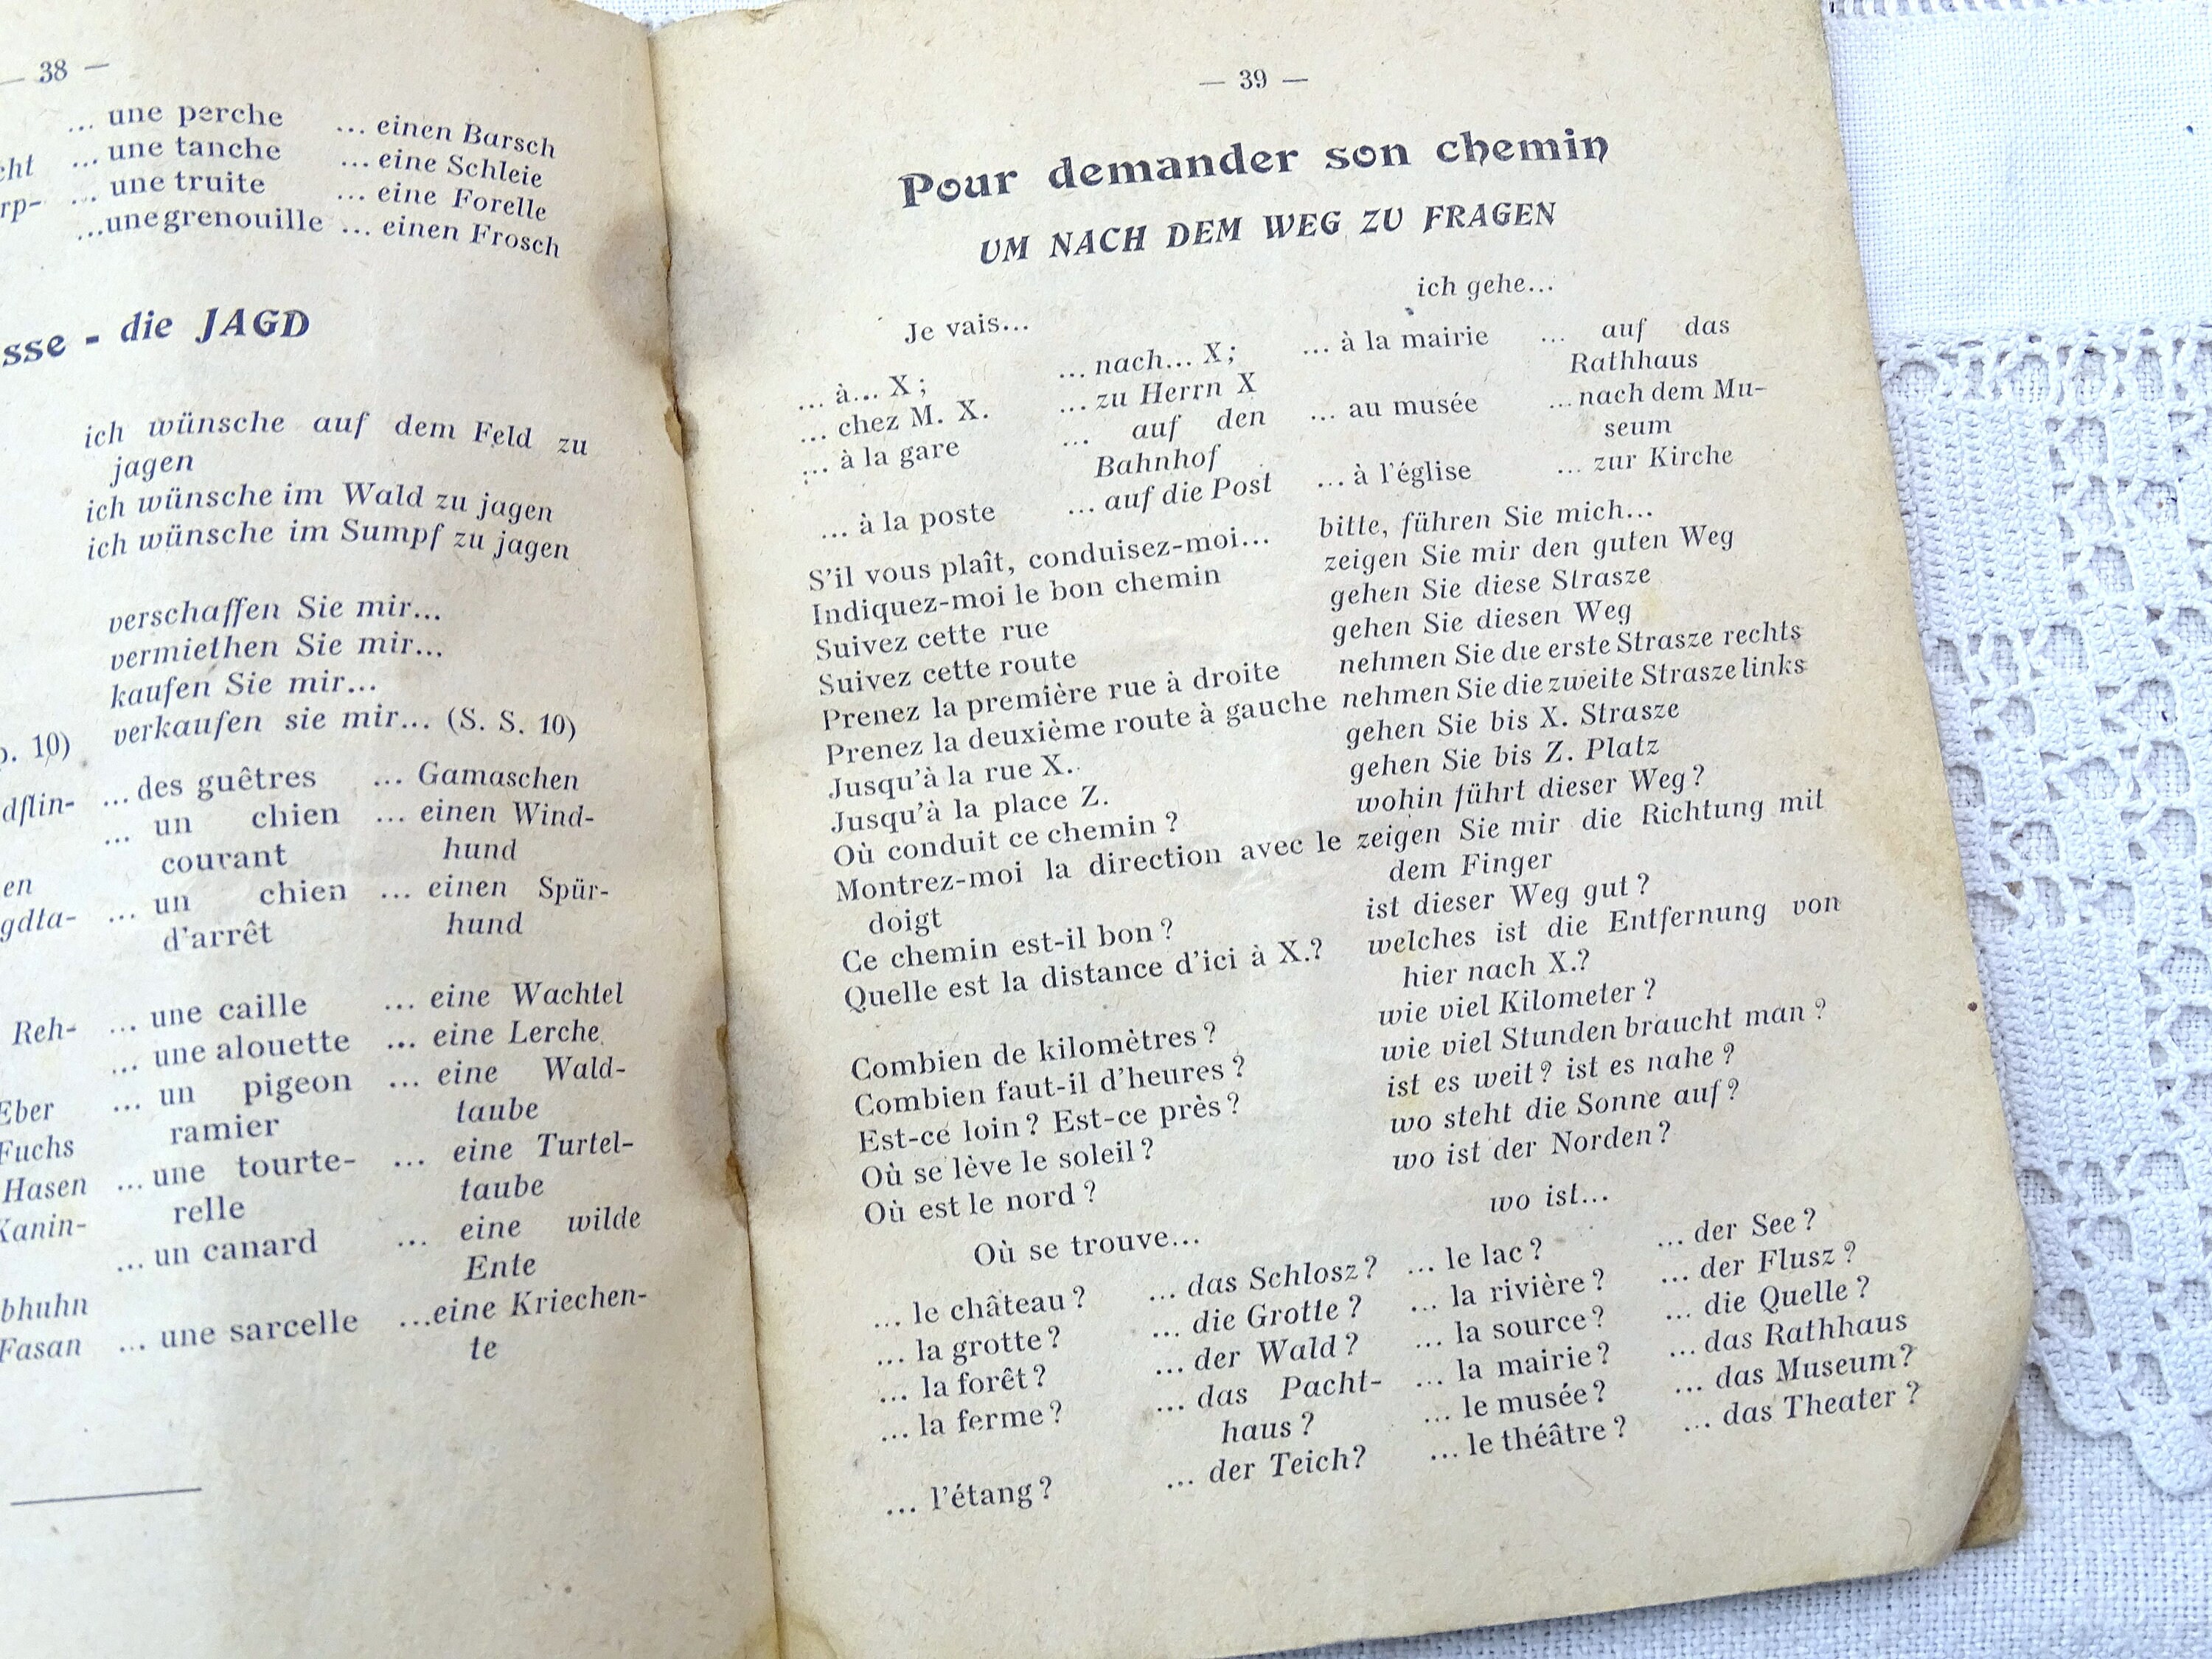 — 38 —
... une perche ... einen Barsch
... une tanche ... eine Schleie
... une truite ... eine Forelle
...une grenouille ... einen Frosch
die JAGD
ich wünsche auf dem Feld zu
jagen
ich wünsche im Wald zu jagen
ich wünsche im Sumpf zu jagen
verschaffen Sie mir...
vermiethen Sie mir...
kaufen Sie mir...
p. 10) verkaufen sie mir... (S. S. 10)
... des guêtres ... Gamaschen
... un chien ... einen Wind-
courant hund
... un chien ... einen Spür-
d'arrêt hund
Reh- ... une caille ... eine Wachtel
... une alouette ... eine Lerche
Eber ... un pigeon ... eine Wald-
ramier taube
Fuchs
Hasen ... une tourte- ... eine Turtel-
relle taube
Kanin- ... un canard ... eine wilde
Ente
bhuhn
Fasan ... une sarcelle ...eine Kriechen-
te
— 39 —
Pour demander son chemin
UM NACH DEM WEG ZU FRAGEN
Je vais... ich gehe...
... à... X ; ... nach... X ; ... à la mairie ... auf das
Rathhaus
... chez M. X. ... zu Herrn X ... au musée ... nach dem Mu-
seum
... à la gare ... auf den
Bahnhof
... à la poste ... auf die Post ... à l'église ... zur Kirche
S'il vous plaît, conduisez-moi... bitte, führen Sie mich...
Indiquez-moi le bon chemin zeigen Sie mir den guten Weg
Suivez cette rue gehen Sie diese Strasze
Suivez cette route gehen Sie diesen Weg
Prenez la première rue à droite nehmen Sie die erste Strasze rechts
Prenez la deuxième route à gauche nehmen Sie die zweite Strasze links
Jusqu'à la rue X. gehen Sie bis X. Strasze
Jusqu'à la place Z. gehen Sie bis Z. Platz
Où conduit ce chemin ? wohin führt dieser Weg ?
Montrez-moi la direction avec le zeigen Sie mir die Richtung mit
doigt dem Finger
Ce chemin est-il bon ? ist dieser Weg gut ?
Quelle est la distance d'ici à X.? welches ist die Entfernung von
hier nach X.?
Combien de kilomètres ? wie viel Kilometer ?
Combien faut-il d'heures ? wie viel Stunden braucht man ?
Est-ce loin ? Est-ce près ? ist es weit ? ist es nahe ?
Où se lève le soleil ? wo steht die Sonne auf ?
Où est le nord ? wo ist der Norden ?
Où se trouve... wo ist...
... le château ? ... das Schlosz ? ... le lac ? ... der See ?
... la grotte ? ... die Grotte ? ... la rivière ? ... der Flusz ?
... la forêt ? ... der Wald ? ... la source ? ... die Quelle ?
... la ferme ? ... das Pacht- ... la mairie ? ... das Rathhaus
haus ? ... le musée ? ... das Museum ?
... l'étang ? ... der Teich ? ... le théâtre ? ... das Theater ?